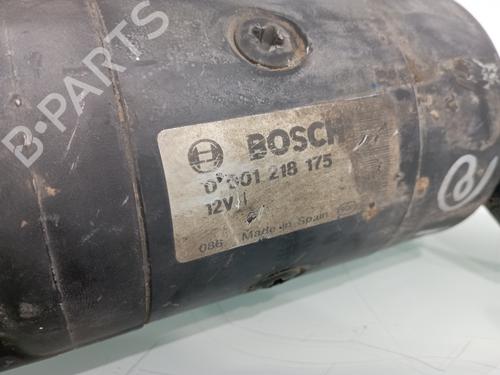 B-PARTS
BOSCH
0 001 218 175
12V
086 Made in Spain